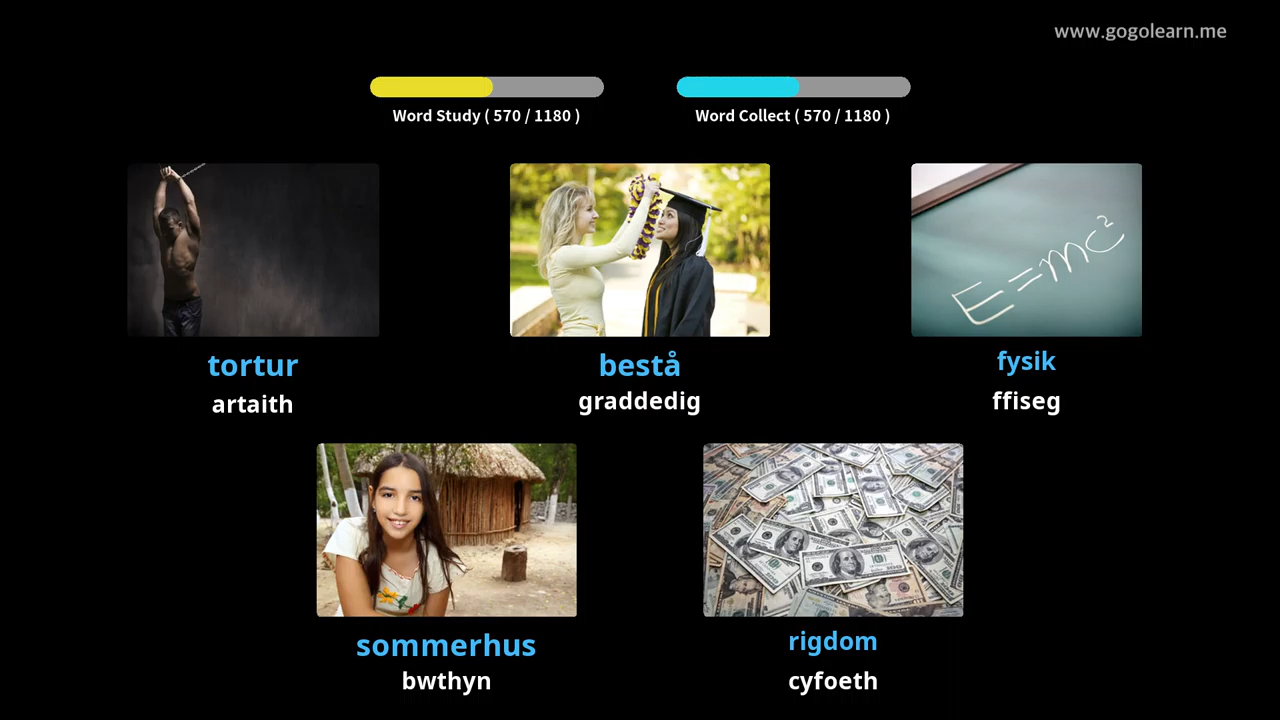 www.gogolearn.me
Word Study ( 570 / 1180 )
Word Collect ( 570 / 1180 )
E=mc²
tortur
bestå
fysik
artaith
graddedig
ffiseg
sommerhus
rigdom
bwthyn
cyfoeth